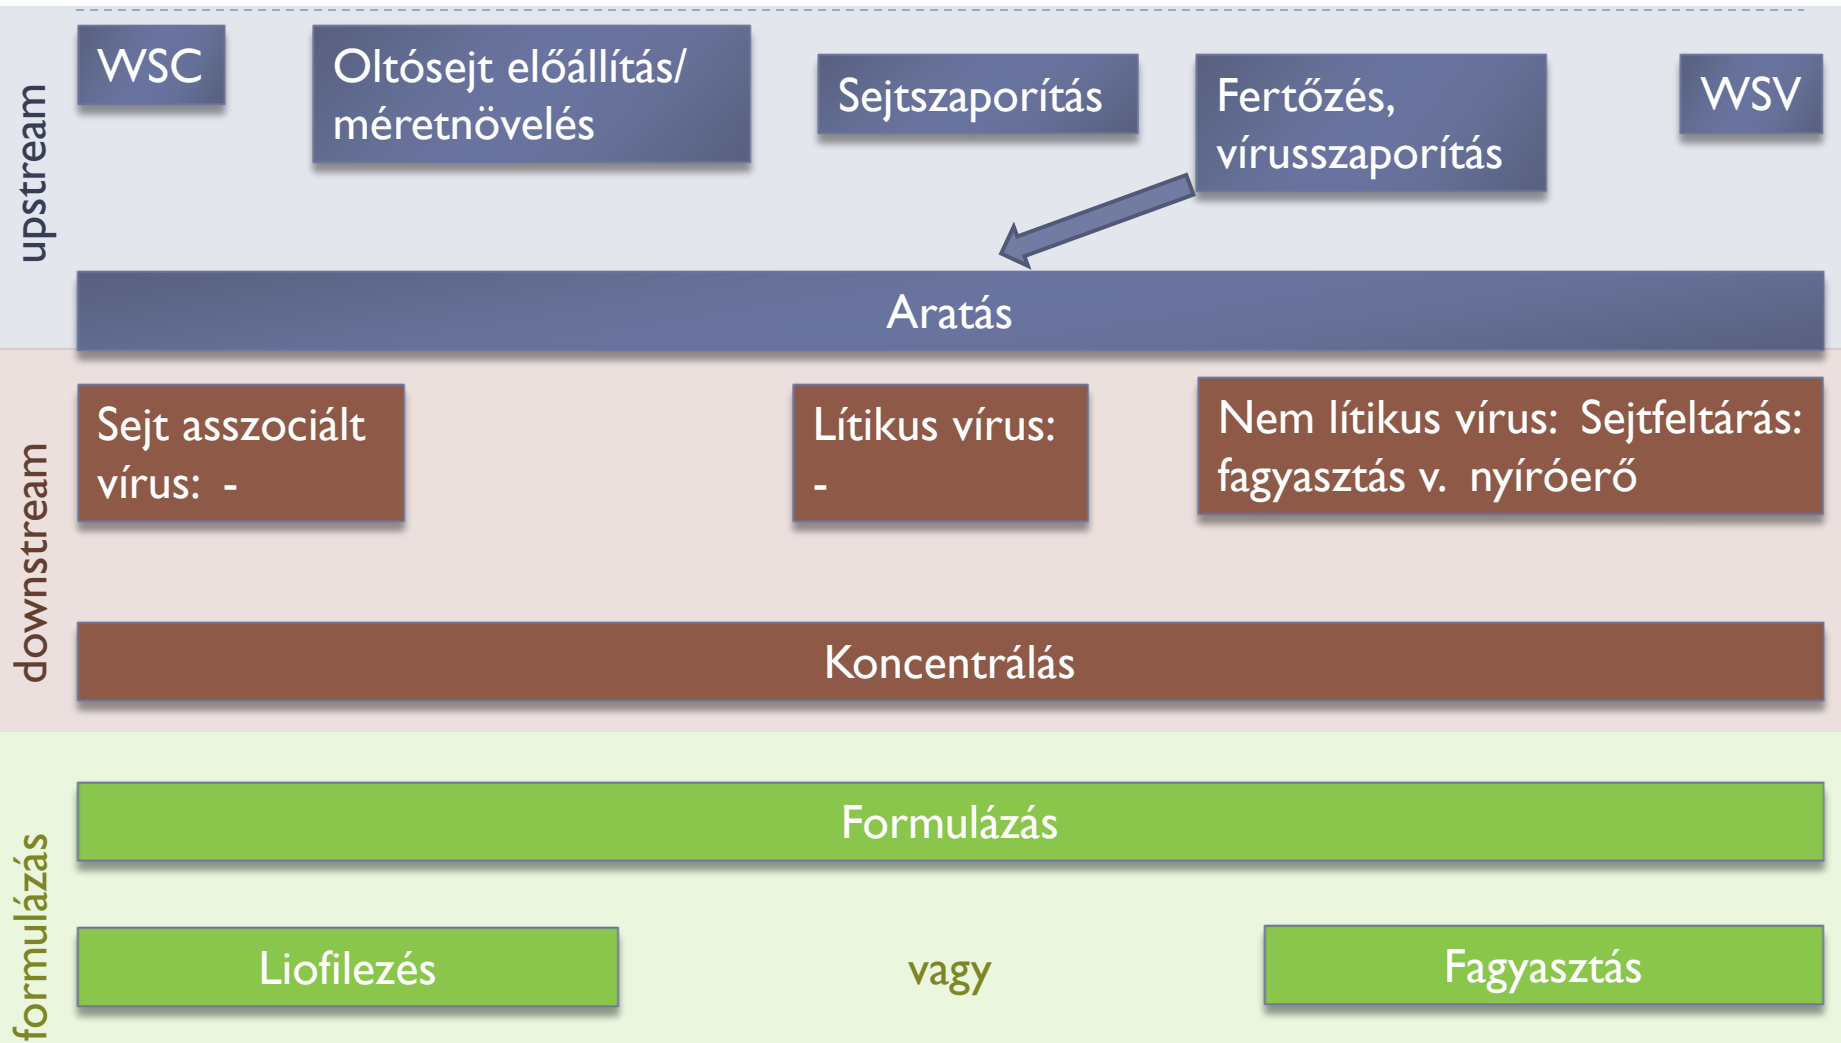 upstream
WSC
Oltósejt előállítás/
méretnövelés
Sejtszaporítás
Fertőzés,
vírusszaporítás
WSV
Aratás
downstream
Sejt asszociált
vírus:  -
Lítikus vírus:
-
Nem lítikus vírus:  Sejtfeltárás:
fagyasztás v.  nyíróerő
Koncentrálás
formulázás
Formulázás
Liofilezés
vagy
Fagyasztás